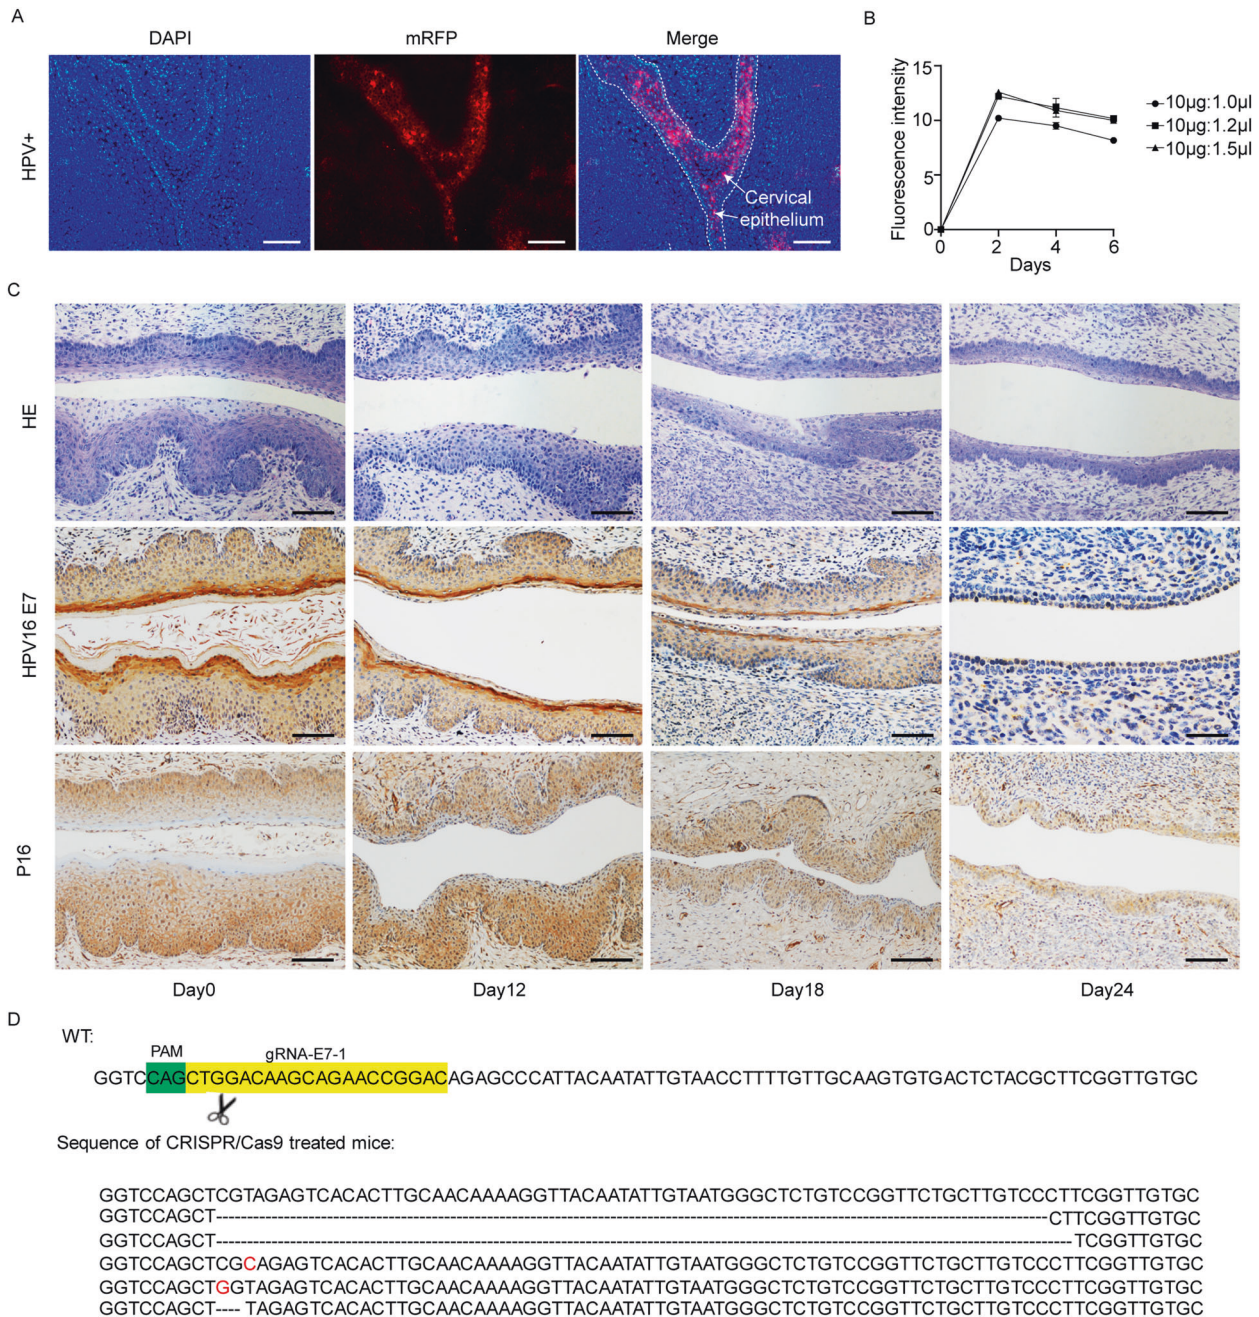 A
DAPI
mRFP
Merge
HPV+
Cervical
epithelium
B
Fluorescence intensity
15
10
5
0
0
2
4
6
Days
10µg:1.0µl
10µg:1.2µl
10µg:1.5µl
C
HE
HPV16 E7
P16
Day0
Day12
Day18
Day24
D
WT:
PAM
gRNA-E7-1
GGTCCAGCTGGACAAGCAGAACCGGACAGAGCCCATTACAATATTGTAACCTTTTGTTGCAAGTGTGACTCTACGCTTCGGTTGTGC
Sequence of CRISPR/Cas9 treated mice:
GGTCCAGCTCGTAGAGTCACACTTGCAACAAAAGGTTACAATATTGTAATGGGCTCTGTCCGGTTCTGCTTGTCCCTTCGGTTGTGC
GGTCCAGCT------------------------------------------------------------------CTTCGGTTGTGC
GGTCCAGCT--------------------------------------------------------------------TCGGTTGTGC
GGTCCAGCTCGCAGAGTCACACTTGCAACAAAAGGTTACAATATTGTAATGGGCTCTGTCCGGTTCTGCTTGTCCCTTCGGTTGTGC
GGTCCAGCTGGTAGAGTCACACTTGCAACAAAAGGTTACAATATTGTAATGGGCTCTGTCCGGTTCTGCTTGTCCCTTCGGTTGTGC
GGTCCAGCT---- TAGAGTCACACTTGCAACAAAAGGTTACAATATTGTAATGGGCTCTGTCCGGTTCTGCTTGTCCCTTCGGTTGTGC